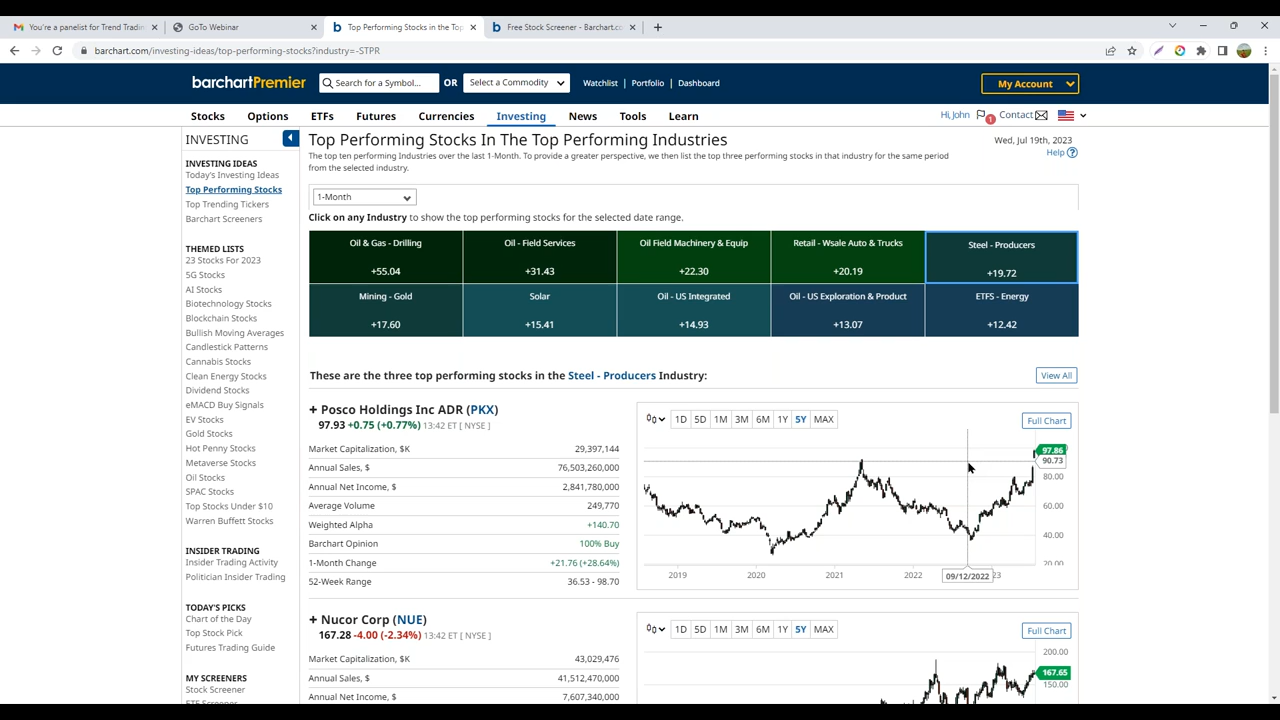 You're a panelist for Trend Tradin
GoTo Webinar
Top Performing Stocks in the Top
Free Stock Screener - Barchart.co
barchart.com/investing-ideas/top-performing-stocks?industry=-STPR
barchartPremier
Search for a Symbol...
OR
Select a Commodity
Watchlist | Portfolio | Dashboard
My Account
Stocks Options ETFs Futures Currencies Investing News Tools Learn
Hi, John
1
Contact
INVESTING
Top Performing Stocks In The Top Performing Industries
Wed, Jul 19th, 2023
Help
The top ten performing Industries over the last 1-Month. To provide a greater perspective, we then list the top three performing stocks in that industry for the same period
from the selected industry.
INVESTING IDEAS
Today's Investing Ideas
Top Performing Stocks
Top Trending Tickers
Barchart Screeners
THEMED LISTS
23 Stocks For 2023
5G Stocks
AI Stocks
Biotechnology Stocks
Blockchain Stocks
Bullish Moving Averages
Candlestick Patterns
Cannabis Stocks
Clean Energy Stocks
Dividend Stocks
eMACD Buy Signals
EV Stocks
Gold Stocks
Hot Penny Stocks
Metaverse Stocks
Oil Stocks
SPAC Stocks
Top Stocks Under $10
Warren Buffett Stocks
INSIDER TRADING
Insider Trading Activity
Politician Insider Trading
TODAY'S PICKS
Chart of the Day
Top Stock Pick
Futures Trading Guide
MY SCREENERS
Stock Screener
ETF Screener
1-Month
Click on any Industry to show the top performing stocks for the selected date range.
Oil & Gas - Drilling
+55.04
Oil - Field Services
+31.43
Oil Field Machinery & Equip
+22.30
Retail - Wsale Auto & Trucks
+20.19
Steel - Producers
+19.72
Mining - Gold
+17.60
Solar
+15.41
Oil - US Integrated
+14.93
Oil - US Exploration & Product
+13.07
ETFS - Energy
+12.42
These are the three top performing stocks in the Steel - Producers Industry:
View All
+ Posco Holdings Inc ADR (PKX)
97.93 +0.75 (+0.77%) 13:42 ET [ NYSE ]
Market Capitalization, $K 29,397,144
Annual Sales, $ 76,503,260,000
Annual Net Income, $ 2,841,780,000
Average Volume 249,770
Weighted Alpha +140.70
Barchart Opinion 100% Buy
1-Month Change +21.76 (+28.64%)
52-Week Range 36.53 - 98.70
1D 5D 1M 3M 6M 1Y 5Y MAX
Full Chart
97.86
90.73
80.00
60.00
40.00
20.00
2019 2020 2021 2022 09/12/2022 23
+ Nucor Corp (NUE)
167.28 -4.00 (-2.34%) 13:42 ET [ NYSE ]
Market Capitalization, $K 43,029,476
Annual Sales, $ 41,512,470,000
Annual Net Income, $ 7,607,340,000
1D 5D 1M 3M 6M 1Y 5Y MAX
Full Chart
200.00
167.65
150.00